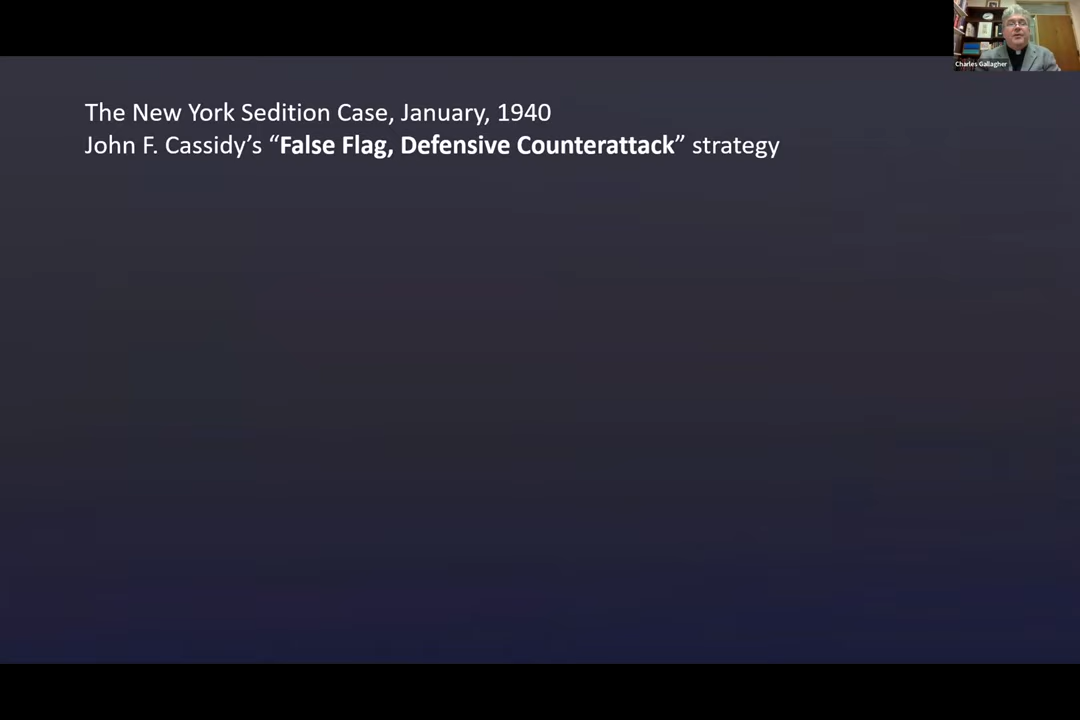 Charles Gallagher
The New York Sedition Case, January, 1940
John F. Cassidy’s “False Flag, Defensive Counterattack” strategy